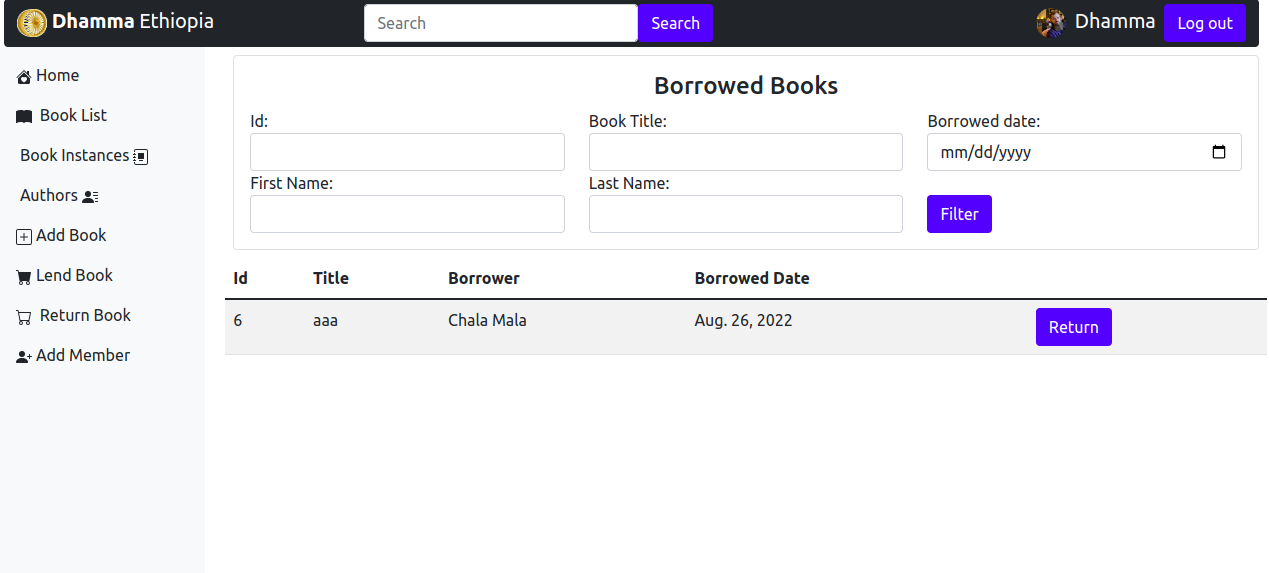 Dhamma Ethiopia Search Search Dhamma Log out
Home
Book List
Book Instances
Authors
Add Book
Lend Book
Return Book
Add Member
Borrowed Books
Id: Book Title: Borrowed date:
mm/dd/yyyy
First Name: Last Name:
Filter
Id Title Borrower Borrowed Date
6 aaa Chala Mala Aug. 26, 2022 Return